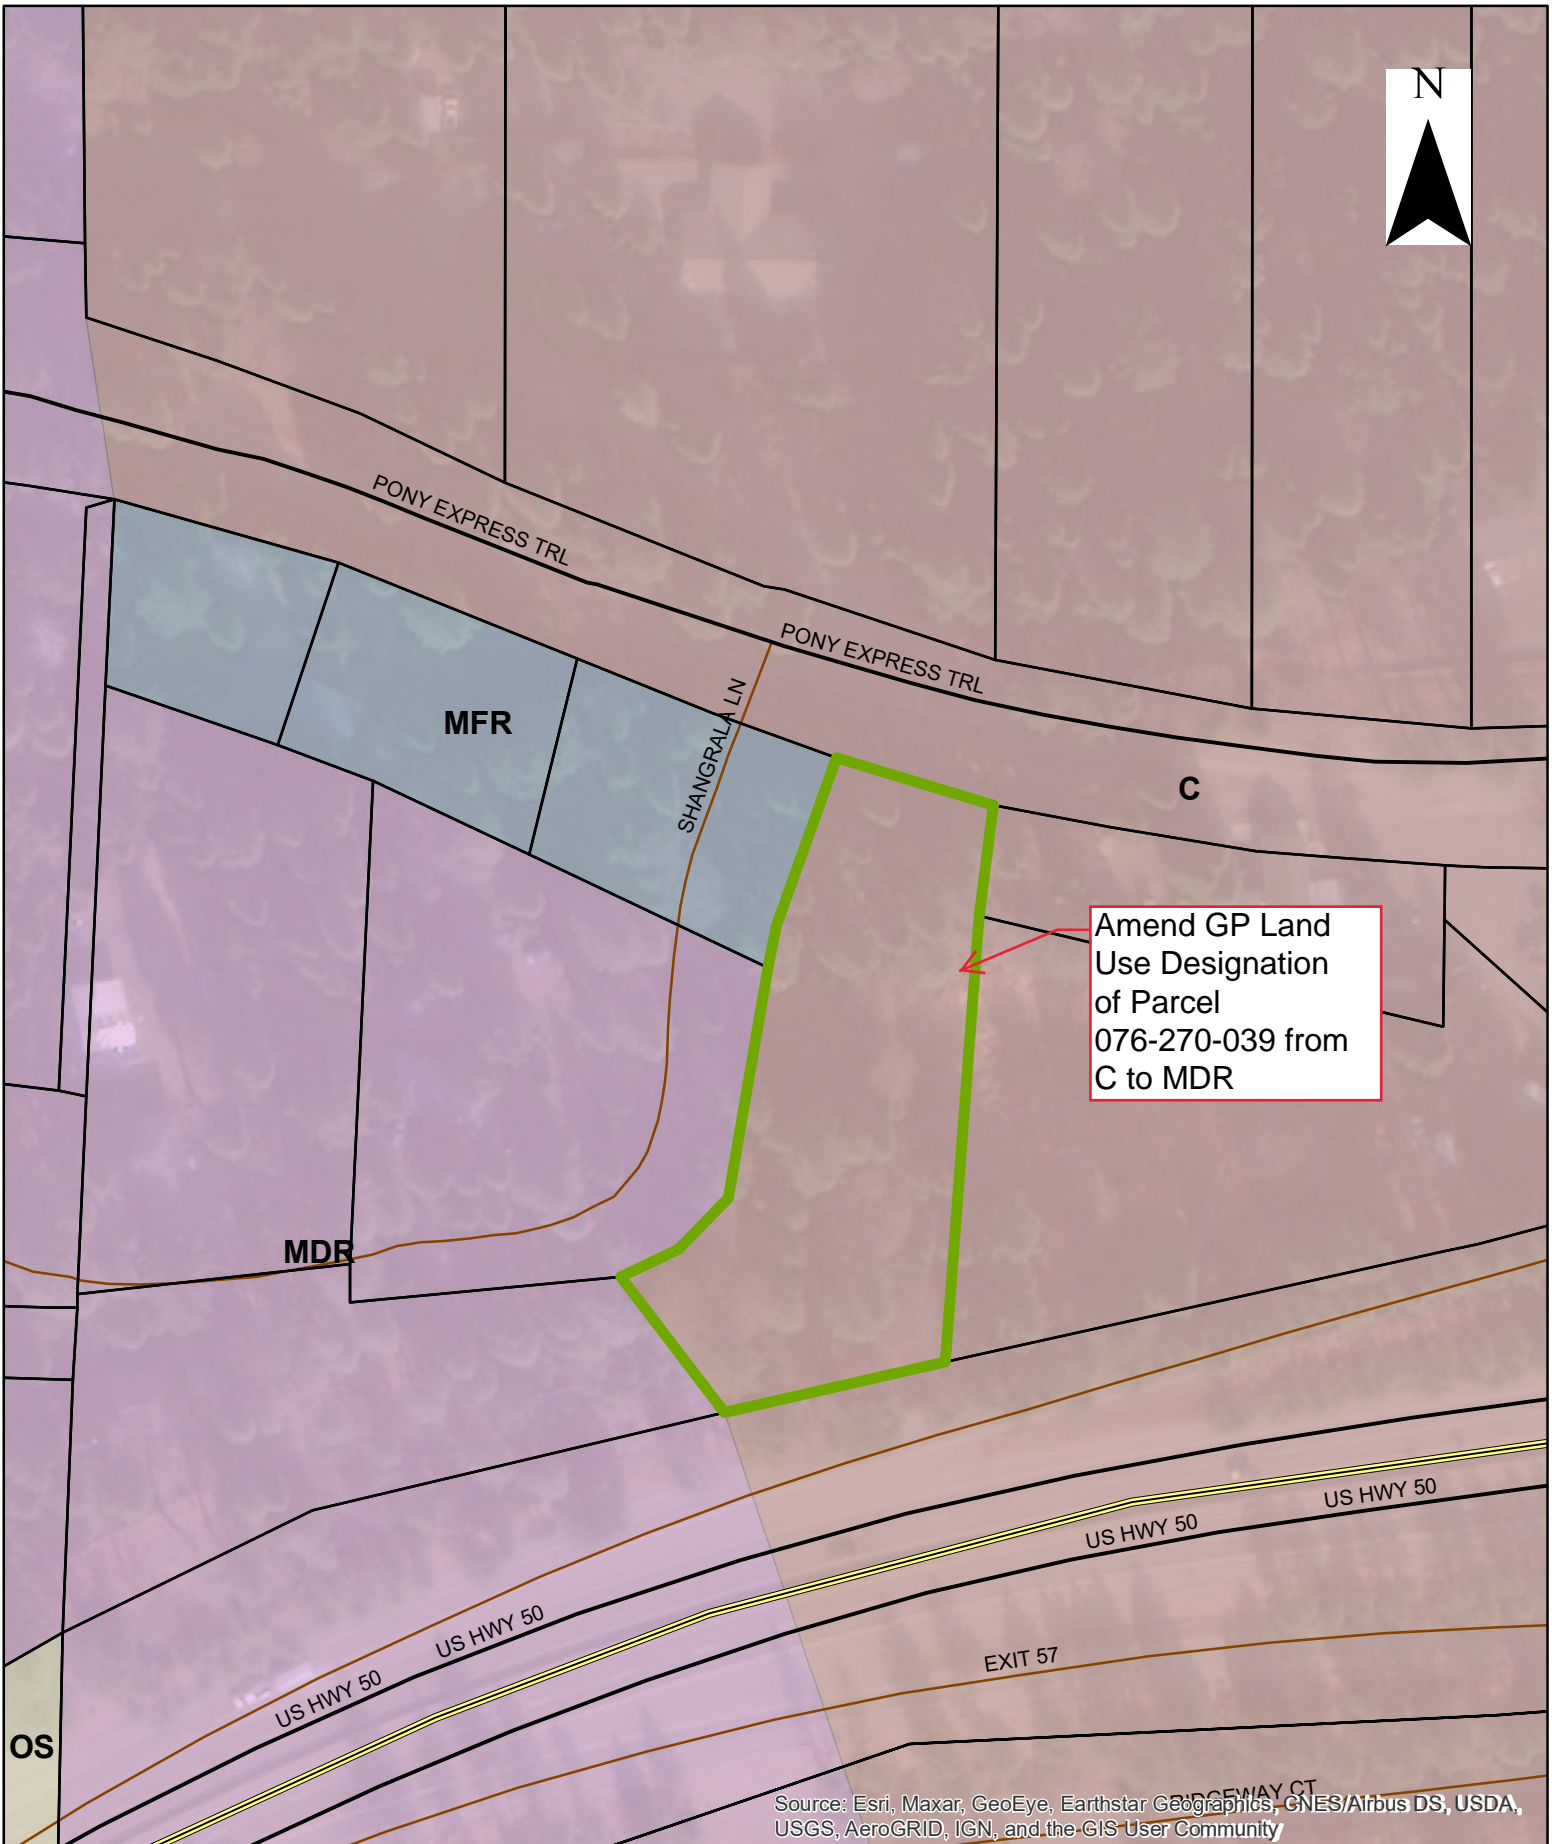 N
PONY EXPRESS TRL
PONY EXPRESS TRL
SHANGRALA LN
MFR
C
Amend GP Land
Use Designation
of Parcel
076-270-039 from
C to MDR
MDR
US HWY 50
US HWY 50
US HWY 50
US HWY 50
EXIT 57
OS
RIDGEWAY CT
Source: Esri, Maxar, GeoEye, Earthstar Geographics, CNES/Airbus DS, USDA,
USGS, AeroGRID, IGN, and the GIS User Community